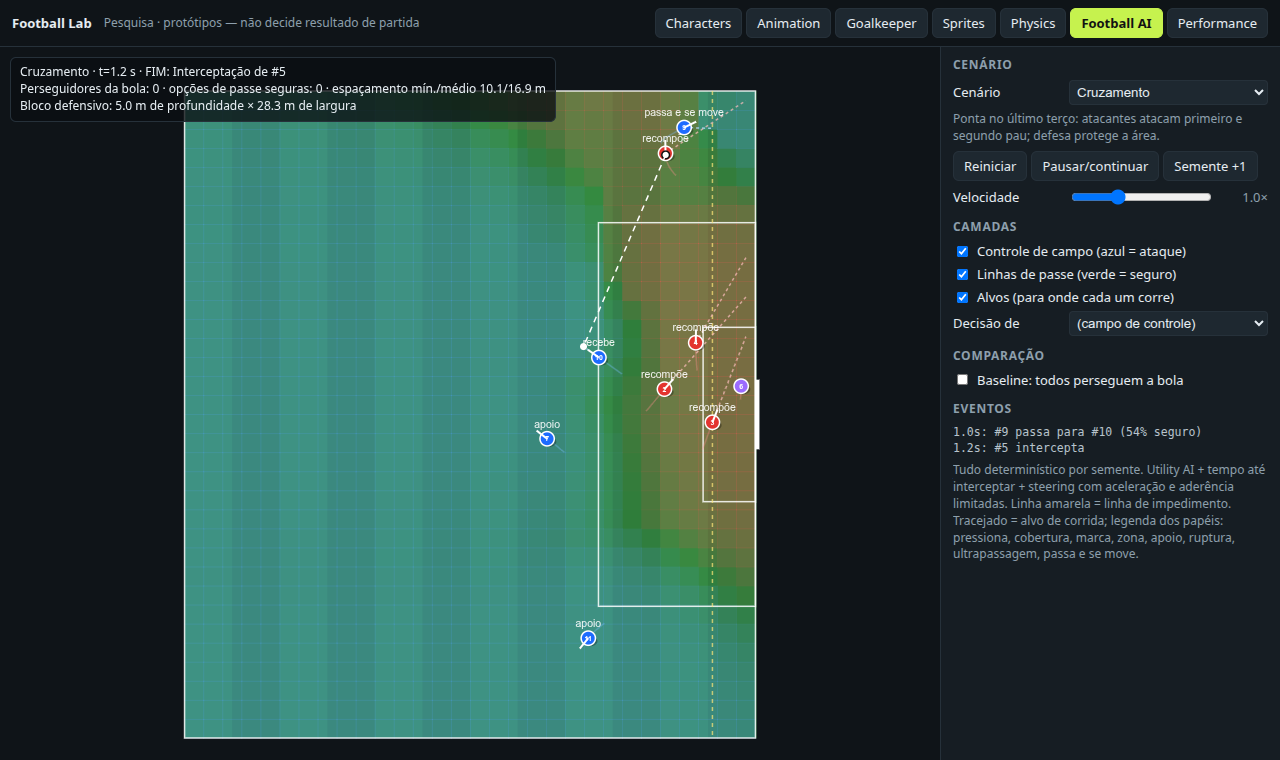 Football Lab
Pesquisa · protótipos — não decide resultado de partida
Characters
Animation
Goalkeeper
Sprites
Physics
Football AI
Performance
Cruzamento · t=1.2 s · FIM: Interceptação de #5
Perseguidores da bola: 0 · opções de passe seguras: 0 · espaçamento mín./médio 10.1/16.9 m
Bloco defensivo: 5.0 m de profundidade × 28.3 m de largura
passa e se move
9
recompõe
recebe
10
recompõe
4
recompõe
2
6
recompõe
3
apoio
7
apoio
11
CENÁRIO
Cenário
Cruzamento
Ponta no último terço: atacantes atacam primeiro e
segundo pau; defesa protege a área.
Reiniciar
Pausar/continuar
Semente +1
Velocidade
1.0×
CAMADAS
Controle de campo (azul = ataque)
Linhas de passe (verde = seguro)
Alvos (para onde cada um corre)
Decisão de
(campo de controle)
COMPARAÇÃO
Baseline: todos perseguem a bola
EVENTOS
1.0s: #9 passa para #10 (54% seguro)
1.2s: #5 intercepta
Tudo determinístico por semente. Utility AI + tempo até
interceptar + steering com aceleração e aderência
limitadas. Linha amarela = linha de impedimento.
Tracejado = alvo de corrida; legenda dos papéis:
pressiona, cobertura, marca, zona, apoio, ruptura,
ultrapassagem, passa e se move.